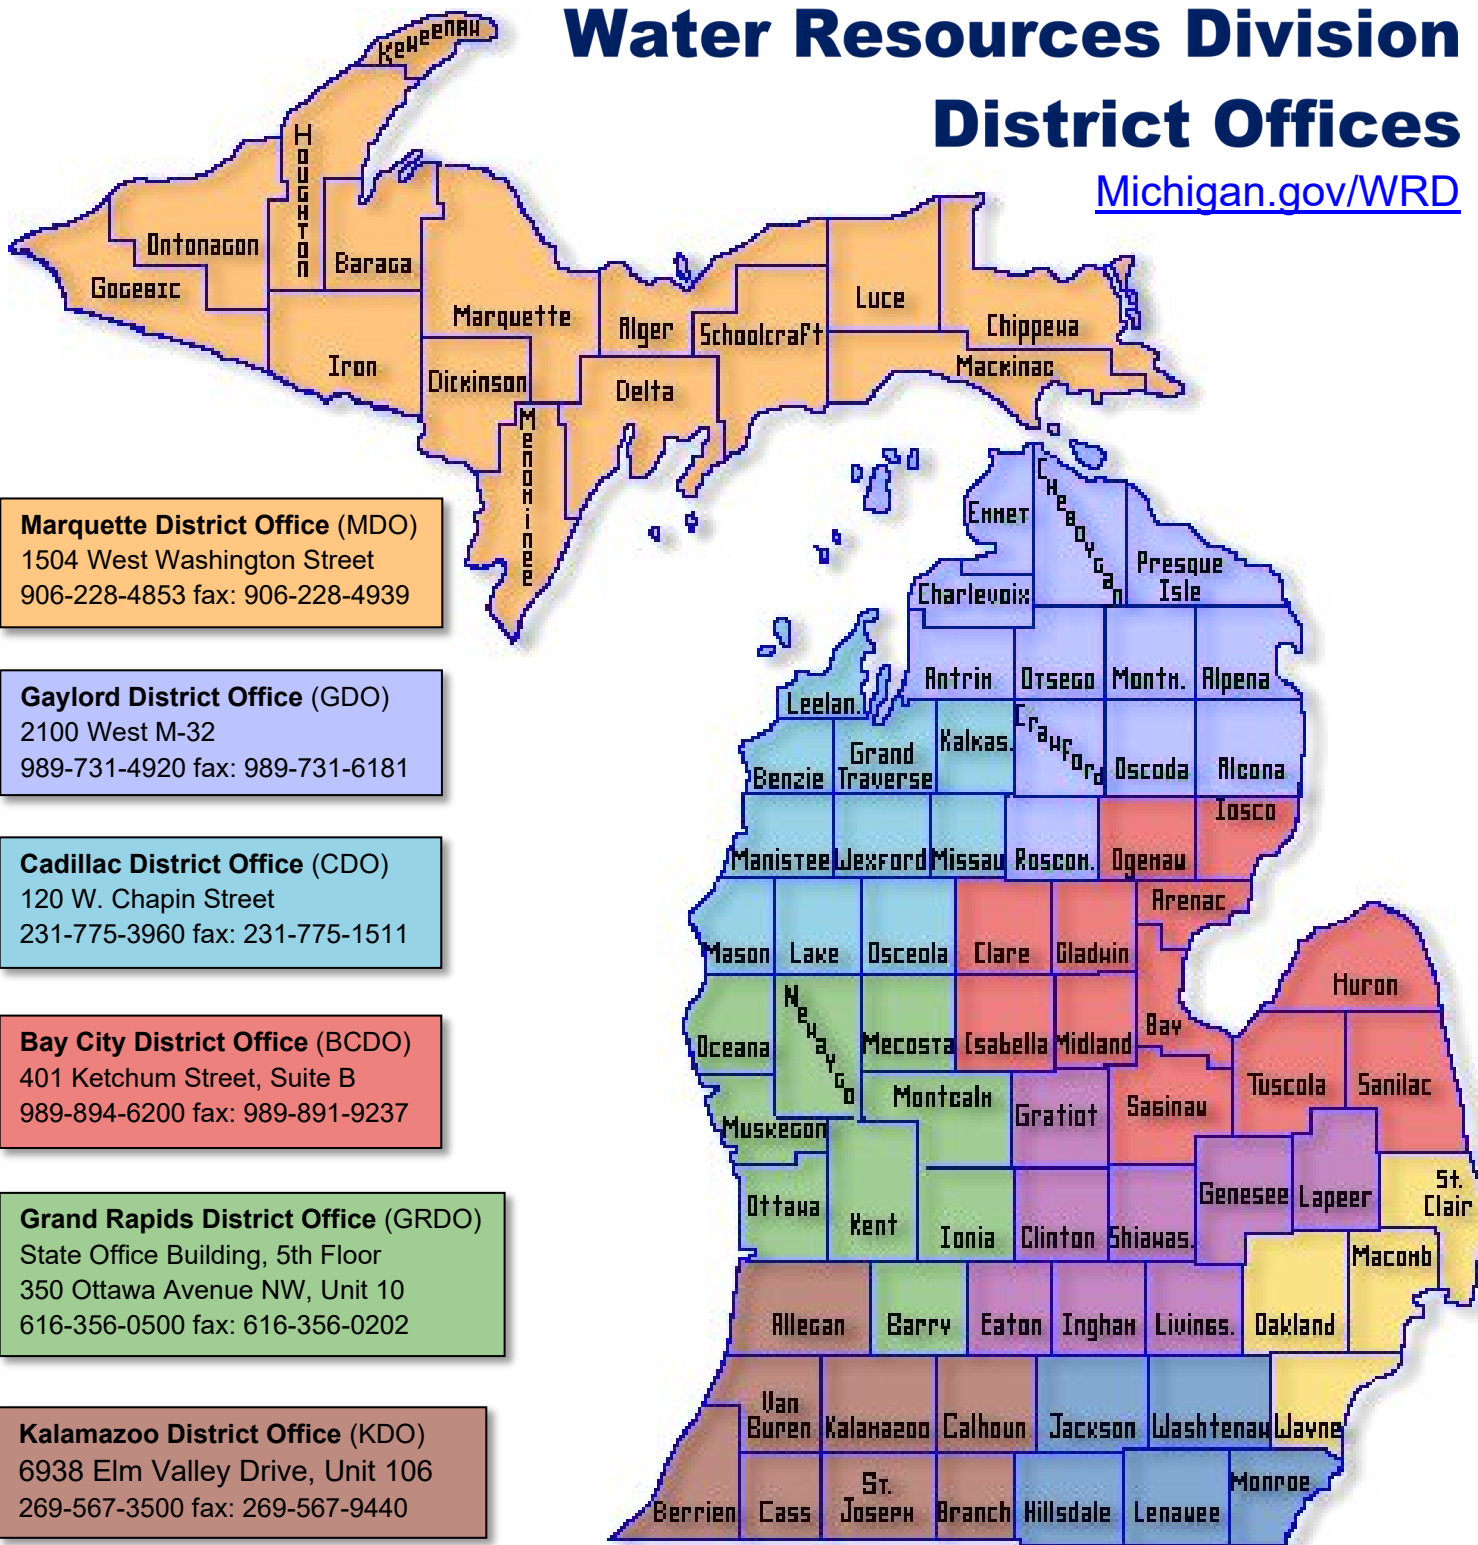 Water Resources Division
District Offices
Michigan.gov/WRD
Keweenaw
Houghton
Ontonagon
Baraga
Gogebic
Marquette
Alger
Schoolcraft
Luce
Chippewa
Iron
Dickinson
Delta
Mackinac
Menominee
Marquette District Office (MDO)
1504 West Washington Street
906-228-4853 fax: 906-228-4939
Gaylord District Office (GDO)
2100 West M-32
989-731-4920 fax: 989-731-6181
Cadillac District Office (CDO)
120 W. Chapin Street
231-775-3960 fax: 231-775-1511
Bay City District Office (BCDO)
401 Ketchum Street, Suite B
989-894-6200 fax: 989-891-9237
Grand Rapids District Office (GRDO)
State Office Building, 5th Floor
350 Ottawa Avenue NW, Unit 10
616-356-0500 fax: 616-356-0202
Kalamazoo District Office (KDO)
6938 Elm Valley Drive, Unit 106
269-567-3500 fax: 269-567-9440
Emmet
Cheboygan
Presque
Isle
Charlevoix
Antrim
Otsego
Montm.
Alpena
Leelan.
Benzie
Grand
Traverse
Kalkas.
Crawford
Oscoda
Alcona
Manistee
Wexford
Missau
Roscom.
Ogemaw
Iosco
Arenac
Mason
Lake
Osceola
Clare
Gladwin
Huron
Oceana
Newaygo
Mecosta
Isabella
Midland
Bay
Muskegon
Montcalm
Gratiot
Saginaw
Tuscola
Sanilac
Ottawa
Kent
Ionia
Clinton
Shiawas.
Genesee
Lapeer
St.
Clair
Allegan
Barry
Eaton
Ingham
Livings.
Oakland
Macomb
Van
Buren
Kalamazoo
Calhoun
Jackson
Washtenaw
Wayne
Berrien
Cass
St.
Joseph
Branch
Hillsdale
Lenawee
Monroe